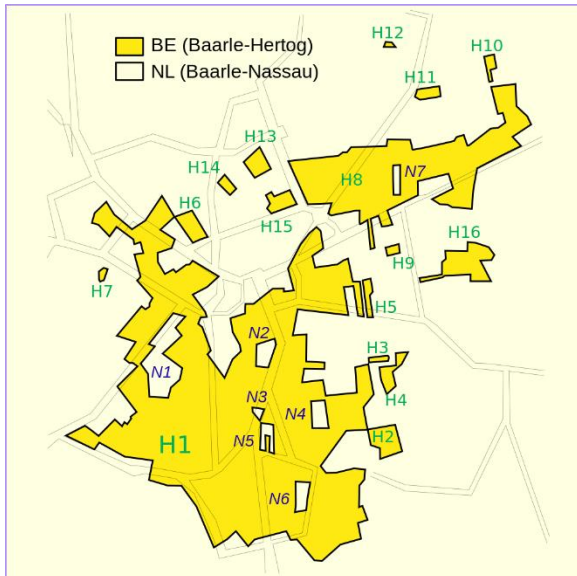 BE (Baarle-Hertog)
NL (Baarle-Nassau)
H12
H10
H11
H13
H14
H8
N7
H6
H15
H16
H9
H7
H5
N2
N1
H3
N3
N4
H4
H1
N5
H2
N6